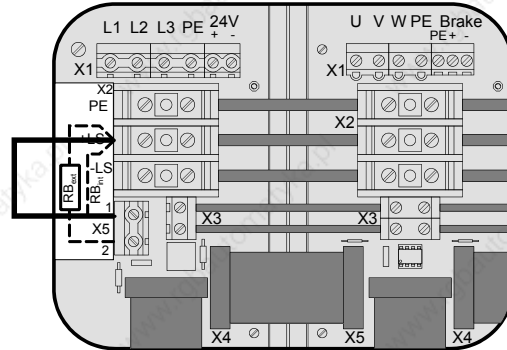 L1 L2 L3 PE 24V
+ -
X1
U V W PE Brake
PE + -
X1
X2
PE
+LS
-LS
X2
RBext
RBint
1
X5
2
X3
X3
X4
X5
X4